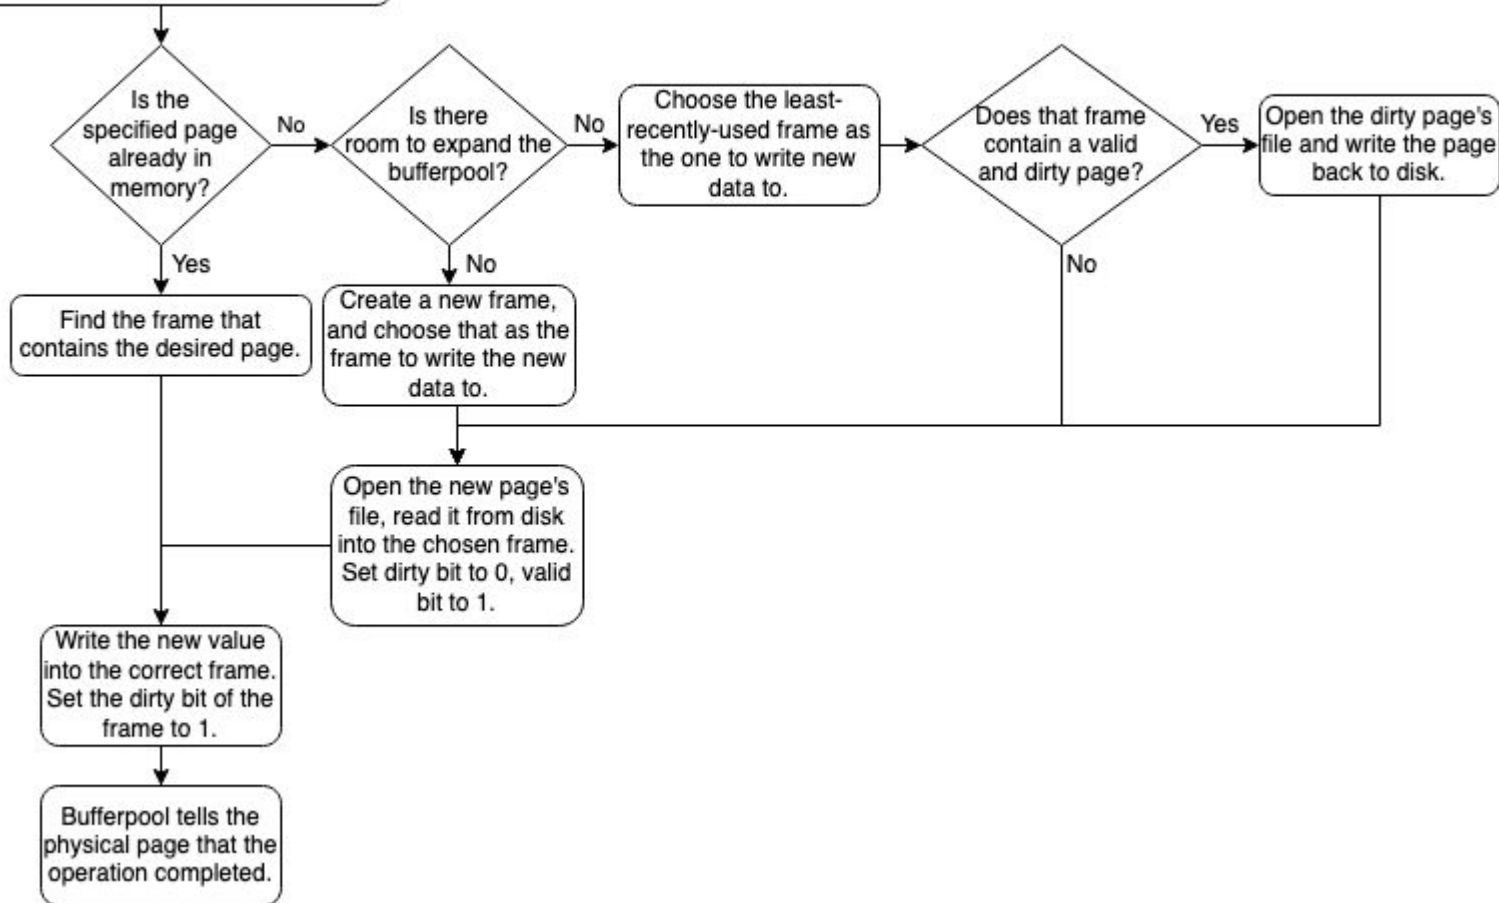 Is the
specified page
already in
memory?
No
Is there
room to expand the
bufferpool?
No
Choose the least-
recently-used frame as
the one to write new
data to.
Does that frame
contain a valid
and dirty page?
Yes
Open the dirty page's
file and write the page
back to disk.
Yes
No
No
Find the frame that
contains the desired page.
Create a new frame,
and choose that as the
frame to write the new
data to.
Open the new page's
file, read it from disk
into the chosen frame.
Set dirty bit to 0, valid
bit to 1.
Write the new value
into the correct frame.
Set the dirty bit of the
frame to 1.
Bufferpool tells the
physical page that the
operation completed.